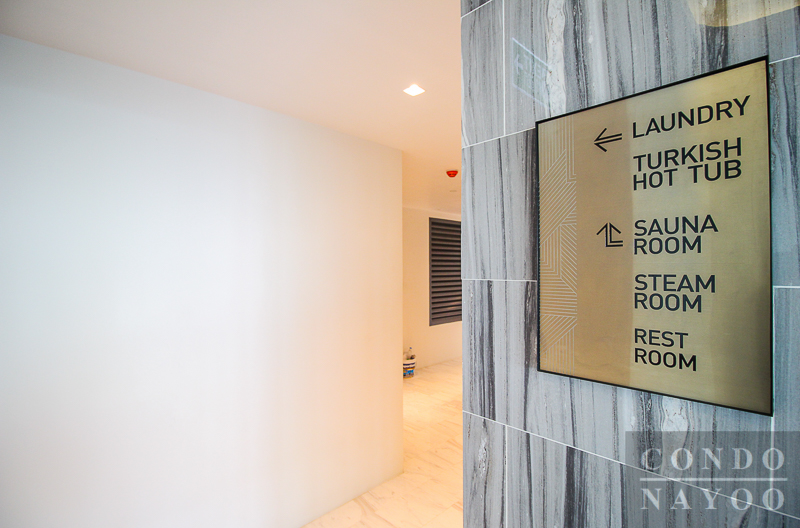 LAUNDRY
TURKISH
HOT TUB
SAUNA
ROOM
STEAM
ROOM
REST
ROOM
CONDO
NAYOO